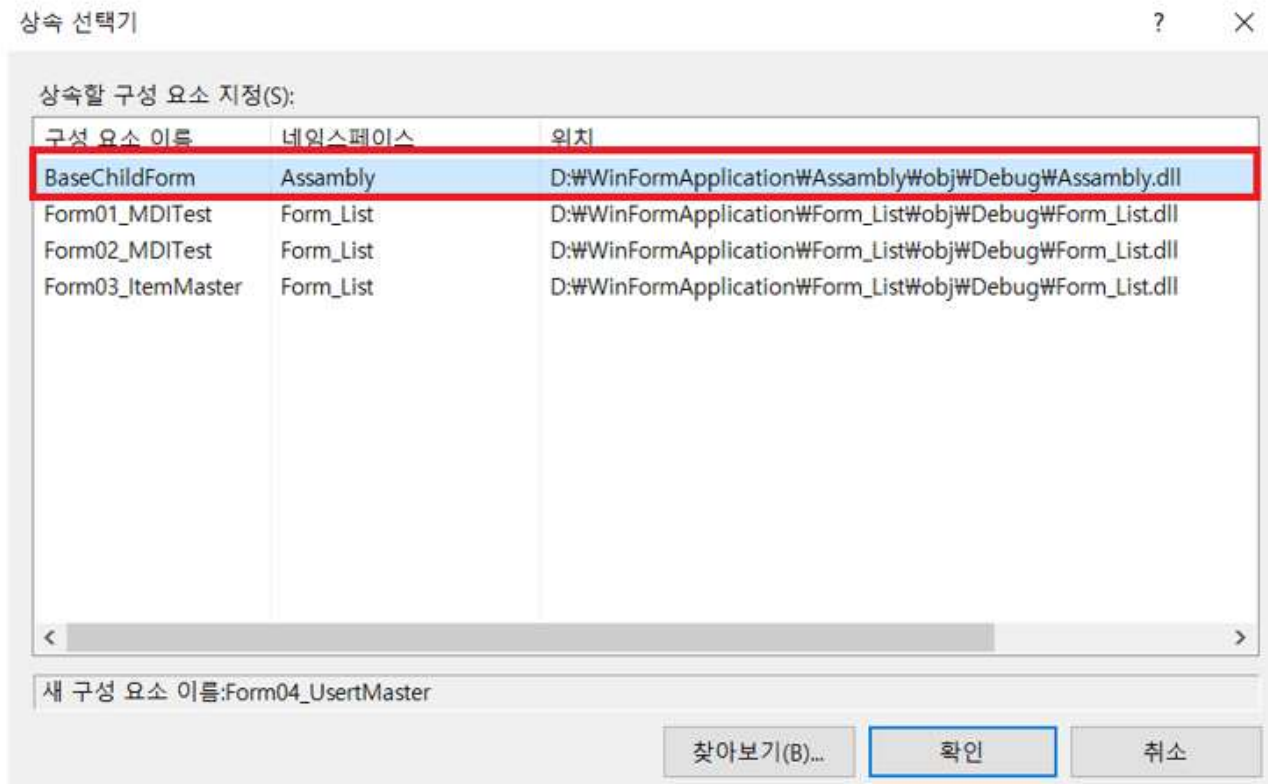 상속 선택기 ? ×
상속할 구성 요소 지정(S):
구성 요소 이름 네임스페이스 위치
BaseChildForm Assambly D:₩WinFormApplication₩Assambly₩obj₩Debug₩Assambly.dll
Form01_MDITest Form_List D:₩WinFormApplication₩Form_List₩obj₩Debug₩Form_List.dll
Form02_MDITest Form_List D:₩WinFormApplication₩Form_List₩obj₩Debug₩Form_List.dll
Form03_ItemMaster Form_List D:₩WinFormApplication₩Form_List₩obj₩Debug₩Form_List.dll
새 구성 요소 이름:Form04_UsertMaster
찾아보기(B)... 확인 취소